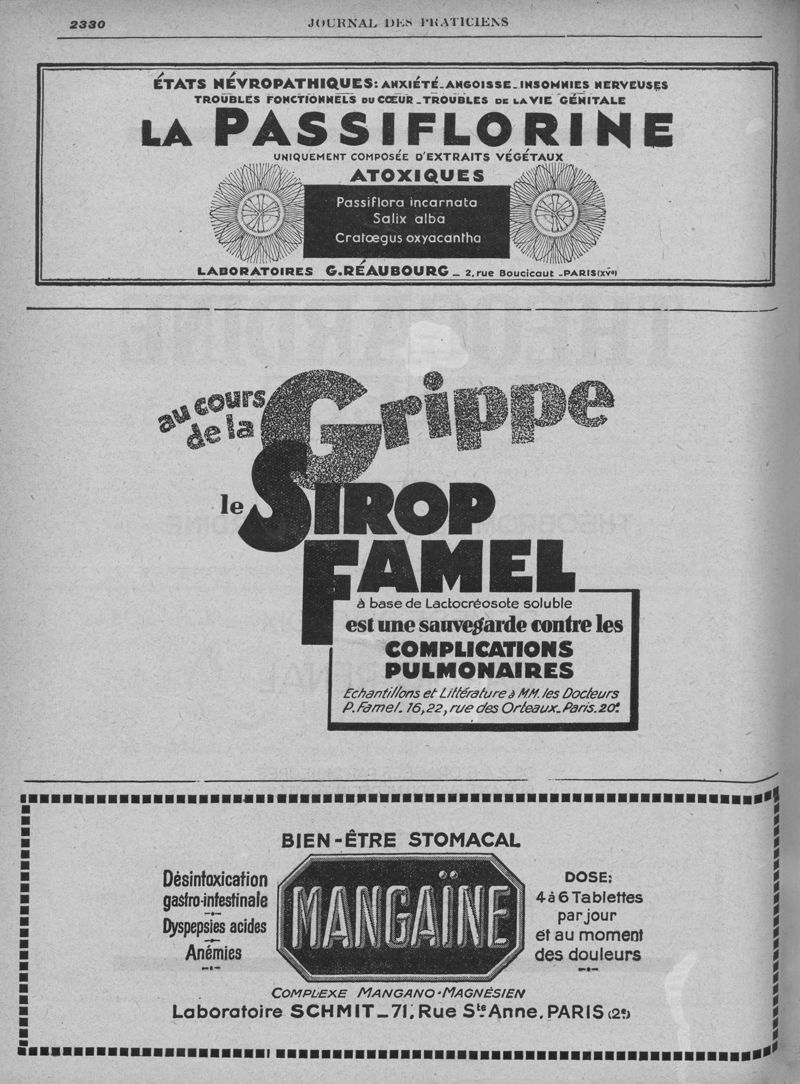 2330
JOURNAL DES PRATICIENS
ÉTATS NÉVROPATHIQUES: ANXIÉTÉ_ANGOISSE_INSOMNIES NERVEUSES
TROUBLES FONCTIONNELS DU CŒUR_TROUBLES DE LA VIE GÉNITALE
LA PASSIFLORINE
UNIQUEMENT COMPOSÉE D'EXTRAITS VÉGÉTAUX
ATOXIQUES
Passiflora incarnata
Salix alba
Cratœgus oxyacantha
LABORATOIRES G.RÉAUBOURG _ 2, rue Boucicaut _PARIS(XVe)
au cours
de la
Grippe
le SIROP
FAMEL
à base de Lactocréosote soluble
est une sauvegarde contre les
COMPLICATIONS
PULMONAIRES
Echantillons et Littérature à MM. les Docteurs
P. Famel. 16,22, rue des Orteaux. Paris. 20e
BIEN-ÊTRE STOMACAL
Désintoxication
gastro-intestinale
Dyspepsies acides
Anémies
MANGAÏNE
DOSE:
4 à 6 Tablettes
par jour
et au moment
des douleurs
COMPLEXE MANGANO-MAGNÉSIEN
Laboratoire SCHMIT_71, Rue Ste Anne. PARIS (2e)